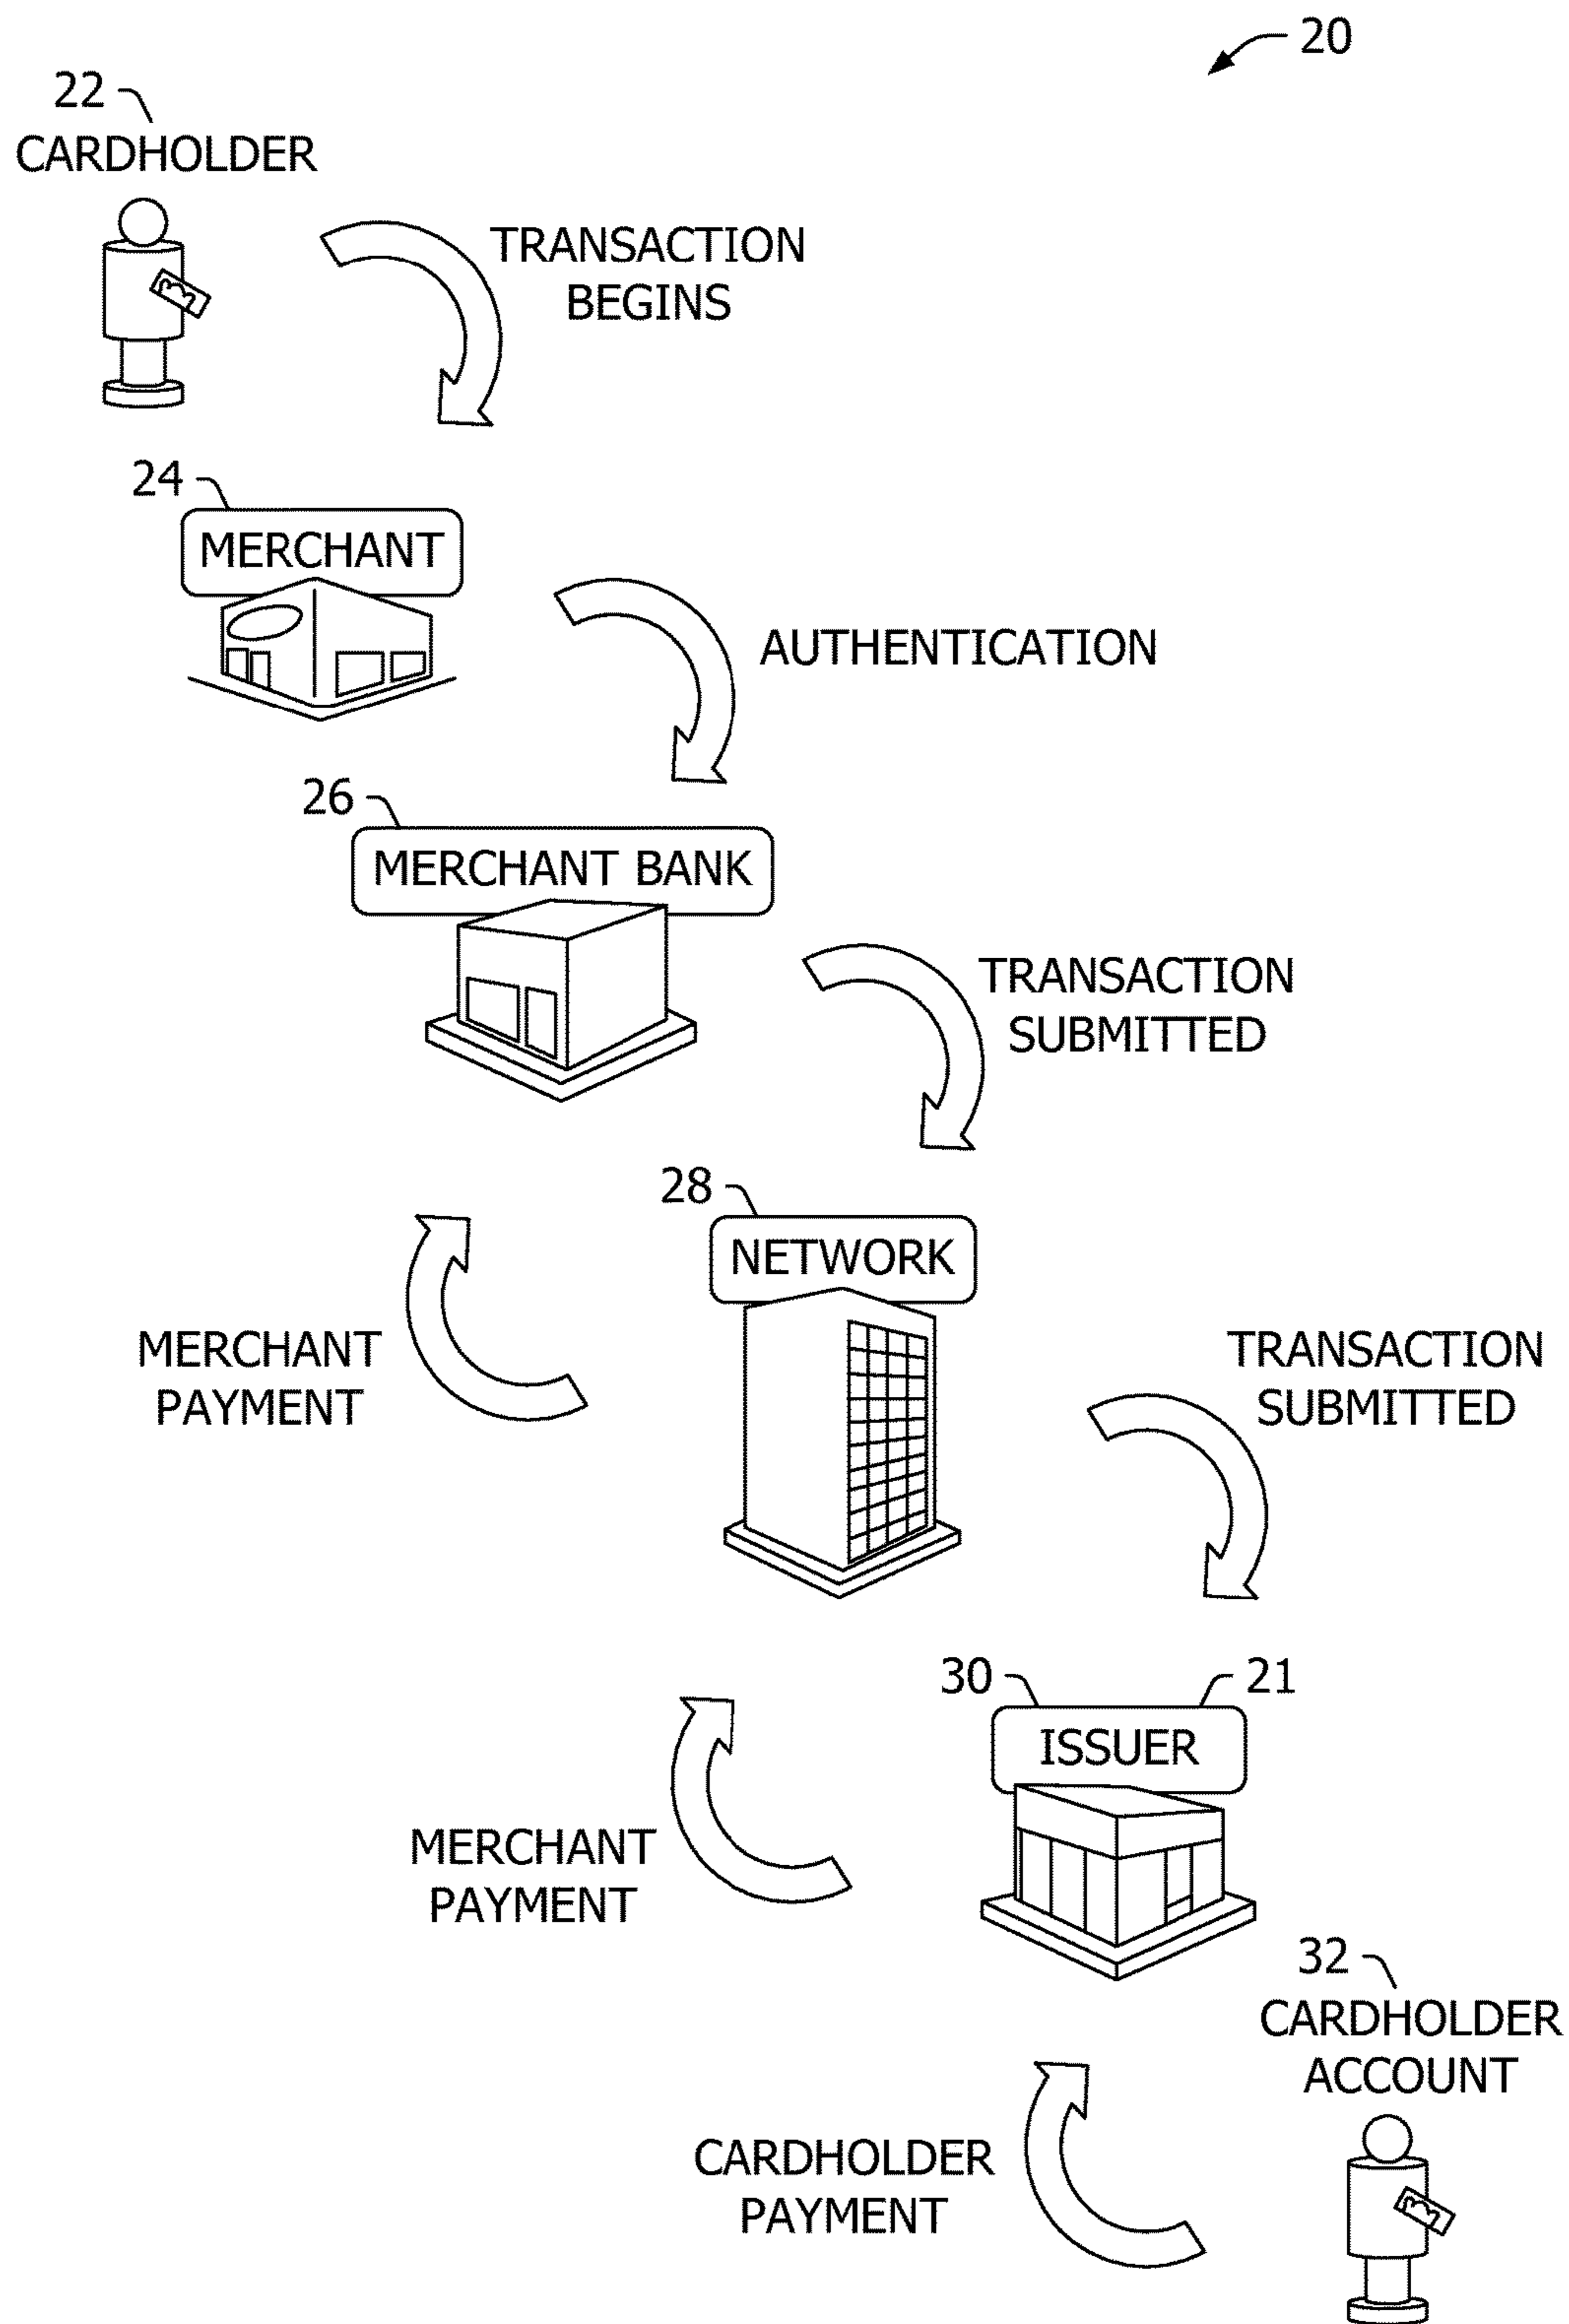 20
22
CARDHOLDER
TRANSACTION
BEGINS
24
MERCHANT
AUTHENTICATION
26
MERCHANT BANK
TRANSACTION
SUBMITTED
28
NETWORK
MERCHANT
PAYMENT
TRANSACTION
SUBMITTED
30
21
ISSUER
MERCHANT
PAYMENT
32
CARDHOLDER
ACCOUNT
CARDHOLDER
PAYMENT